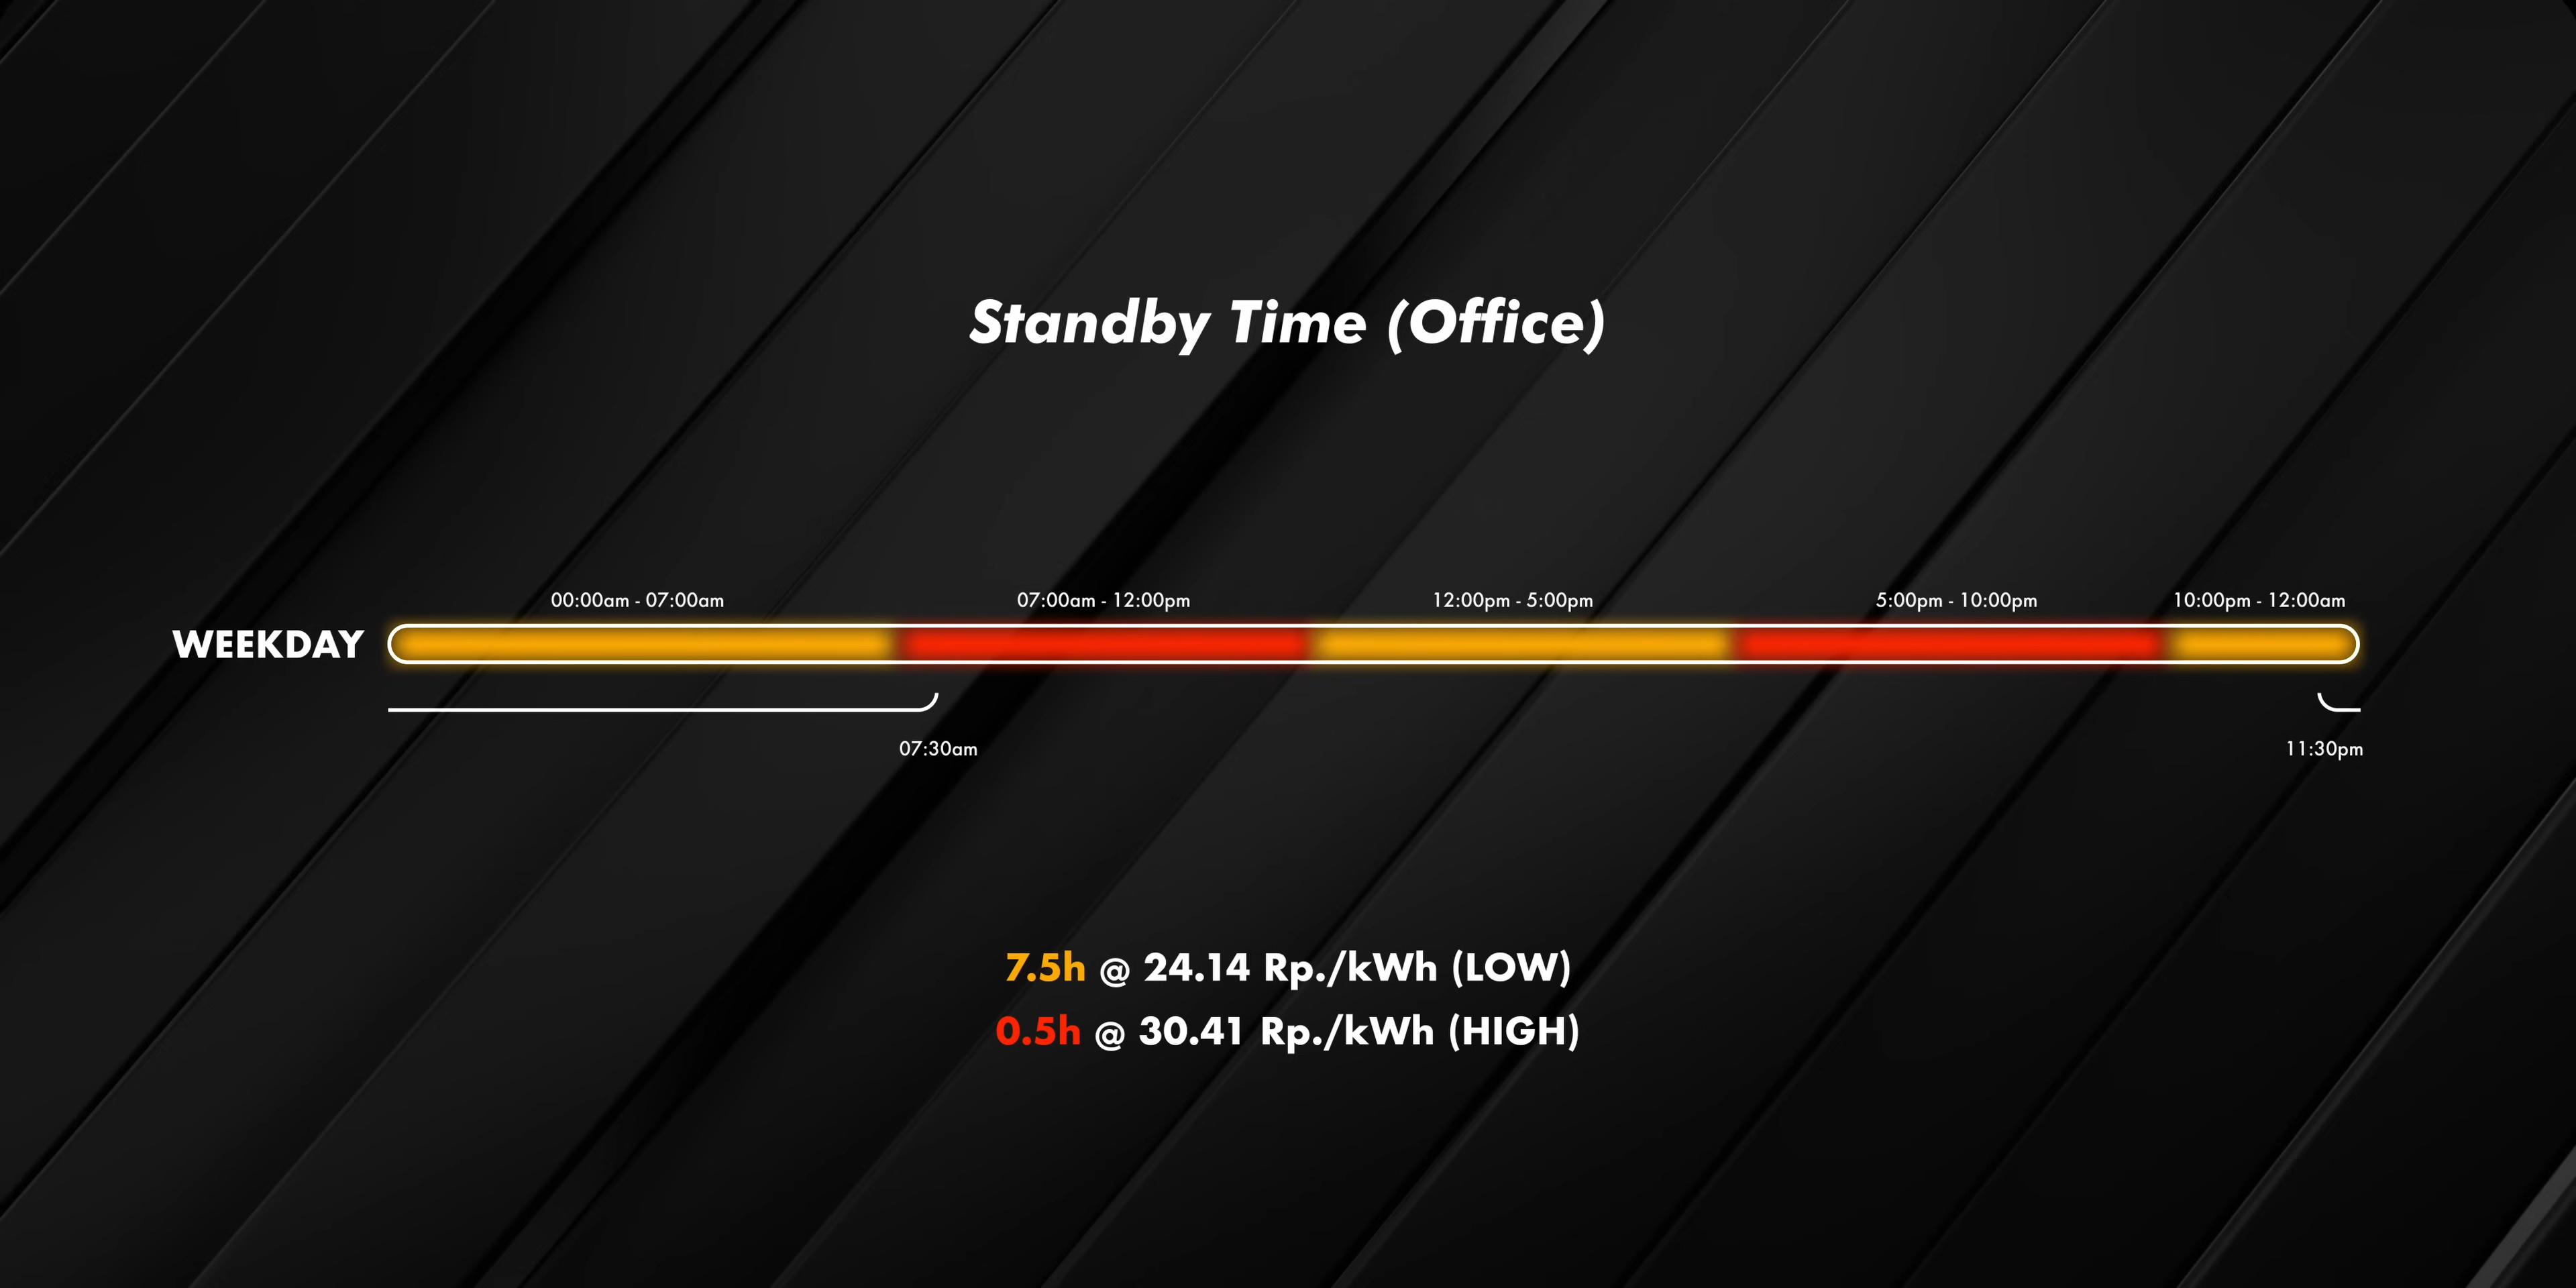 Standby Time (Office)
00:00am - 07:00am 07:00am - 12:00pm 12:00pm - 5:00pm 5:00pm - 10:00pm 10:00pm - 12:00am
WEEKDAY
07:30am 11:30pm
7.5h @ 24.14 Rp./kWh (LOW)
0.5h @ 30.41 Rp./kWh (HIGH)